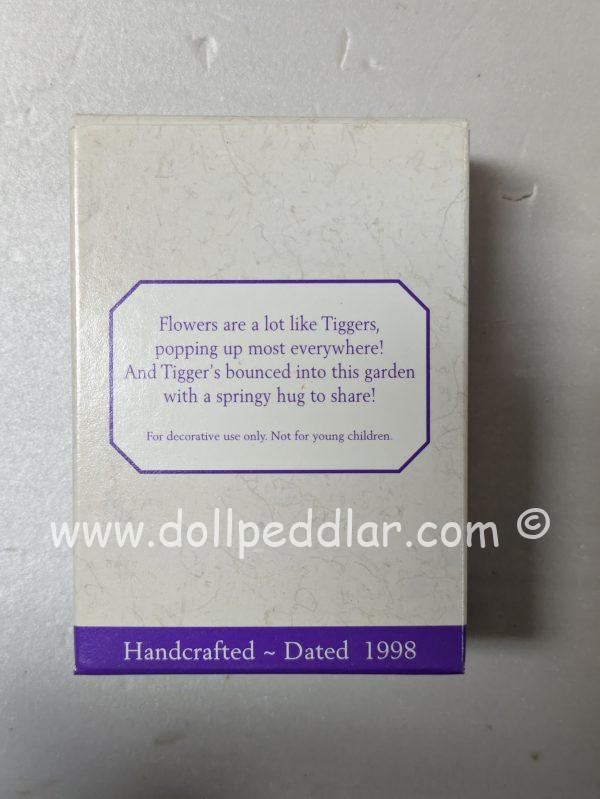 Flowers are a lot like Tiggers,
popping up most everywhere!
And Tigger's bounced into this garden
with a springy hug to share!
For decorative use only. Not for young children.
www.dollpeddlar.com ©
Handcrafted ~ Dated 1998